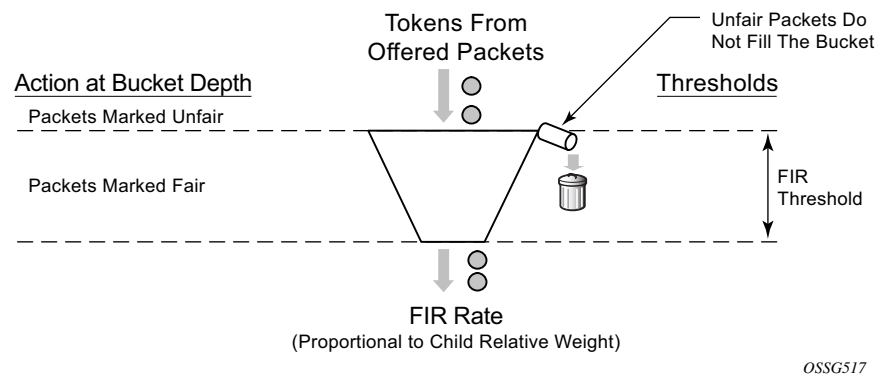 Tokens From
Offered Packets
Unfair Packets Do
Not Fill The Bucket
Action at Bucket Depth
Thresholds
Packets Marked Unfair
Packets Marked Fair
FIR
Threshold
FIR Rate
(Proportional to Child Relative Weight)
OSSG517